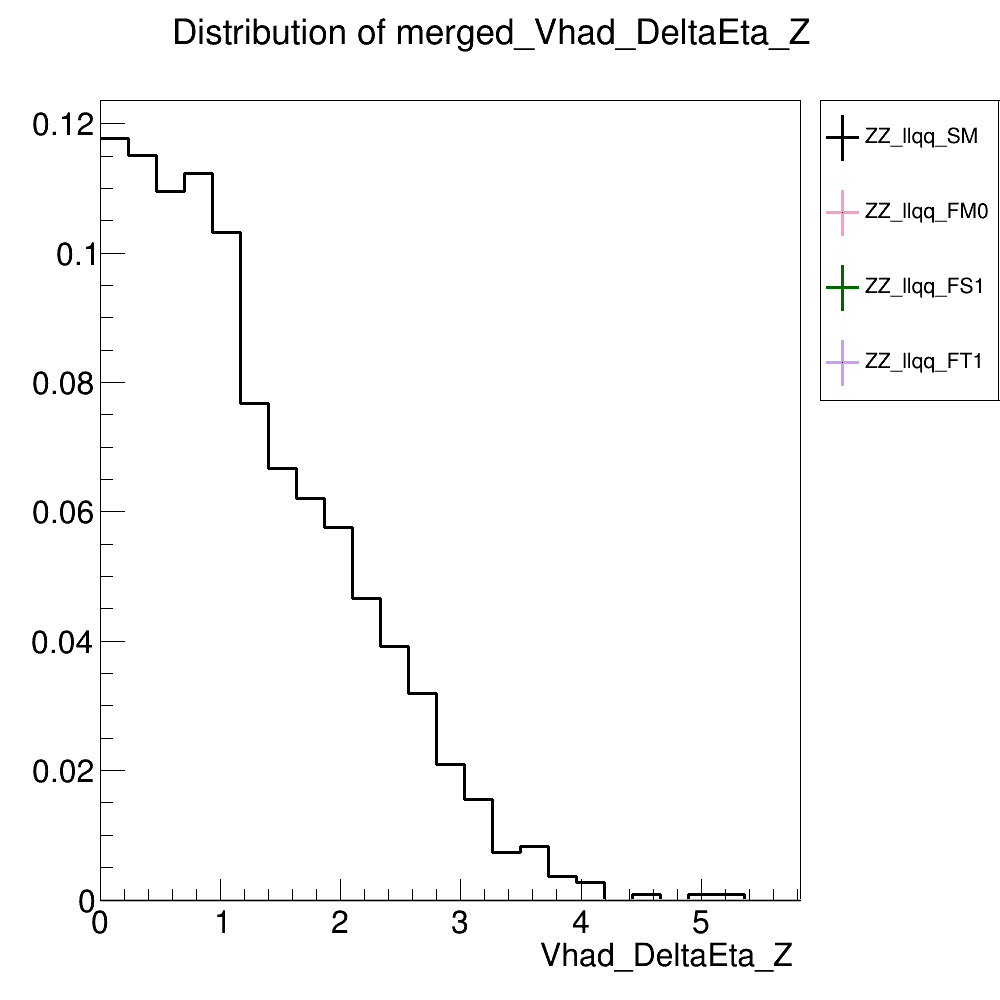 Distribution of merged_Vhad_DeltaEta_Z
0.12
0.1
0.08
0.06
0.04
0.02
0
0 1 2 3 4 5
Vhad_DeltaEta_Z
ZZ_llqq_SM
ZZ_llqq_FM0
ZZ_llqq_FS1
ZZ_llqq_FT1